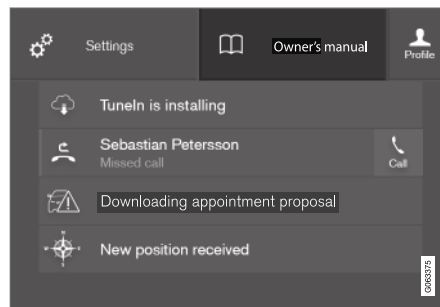 Settings
Owner's manual
Profile
TuneIn is installing
Sebastian Petersson
Missed call
Call
Downloading appointment proposal
New position received
G063375